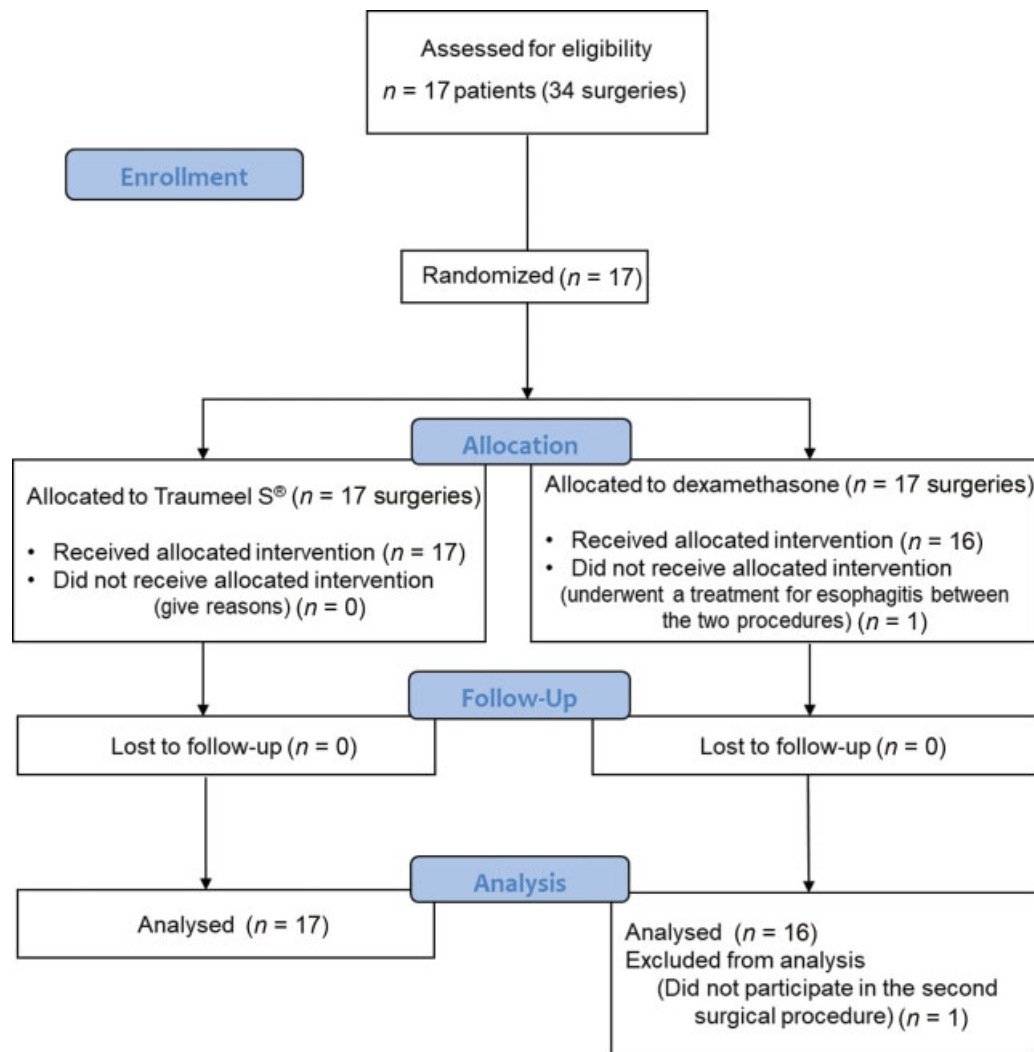 Assessed for eligibility
n = 17 patients (34 surgeries)
Enrollment
Randomized (n = 17)
Allocation
Allocated to Traumeel S® (n = 17 surgeries)
• Received allocated intervention (n = 17)
• Did not receive allocated intervention
(give reasons) (n = 0)
Allocated to dexamethasone (n = 17 surgeries)
• Received allocated intervention (n = 16)
• Did not receive allocated intervention
(underwent a treatment for esophagitis between
the two procedures) (n = 1)
Follow-Up
Lost to follow-up (n = 0)
Lost to follow-up (n = 0)
Analysis
Analysed (n = 17)
Analysed (n = 16)
Excluded from analysis
(Did not participate in the second
surgical procedure) (n = 1)